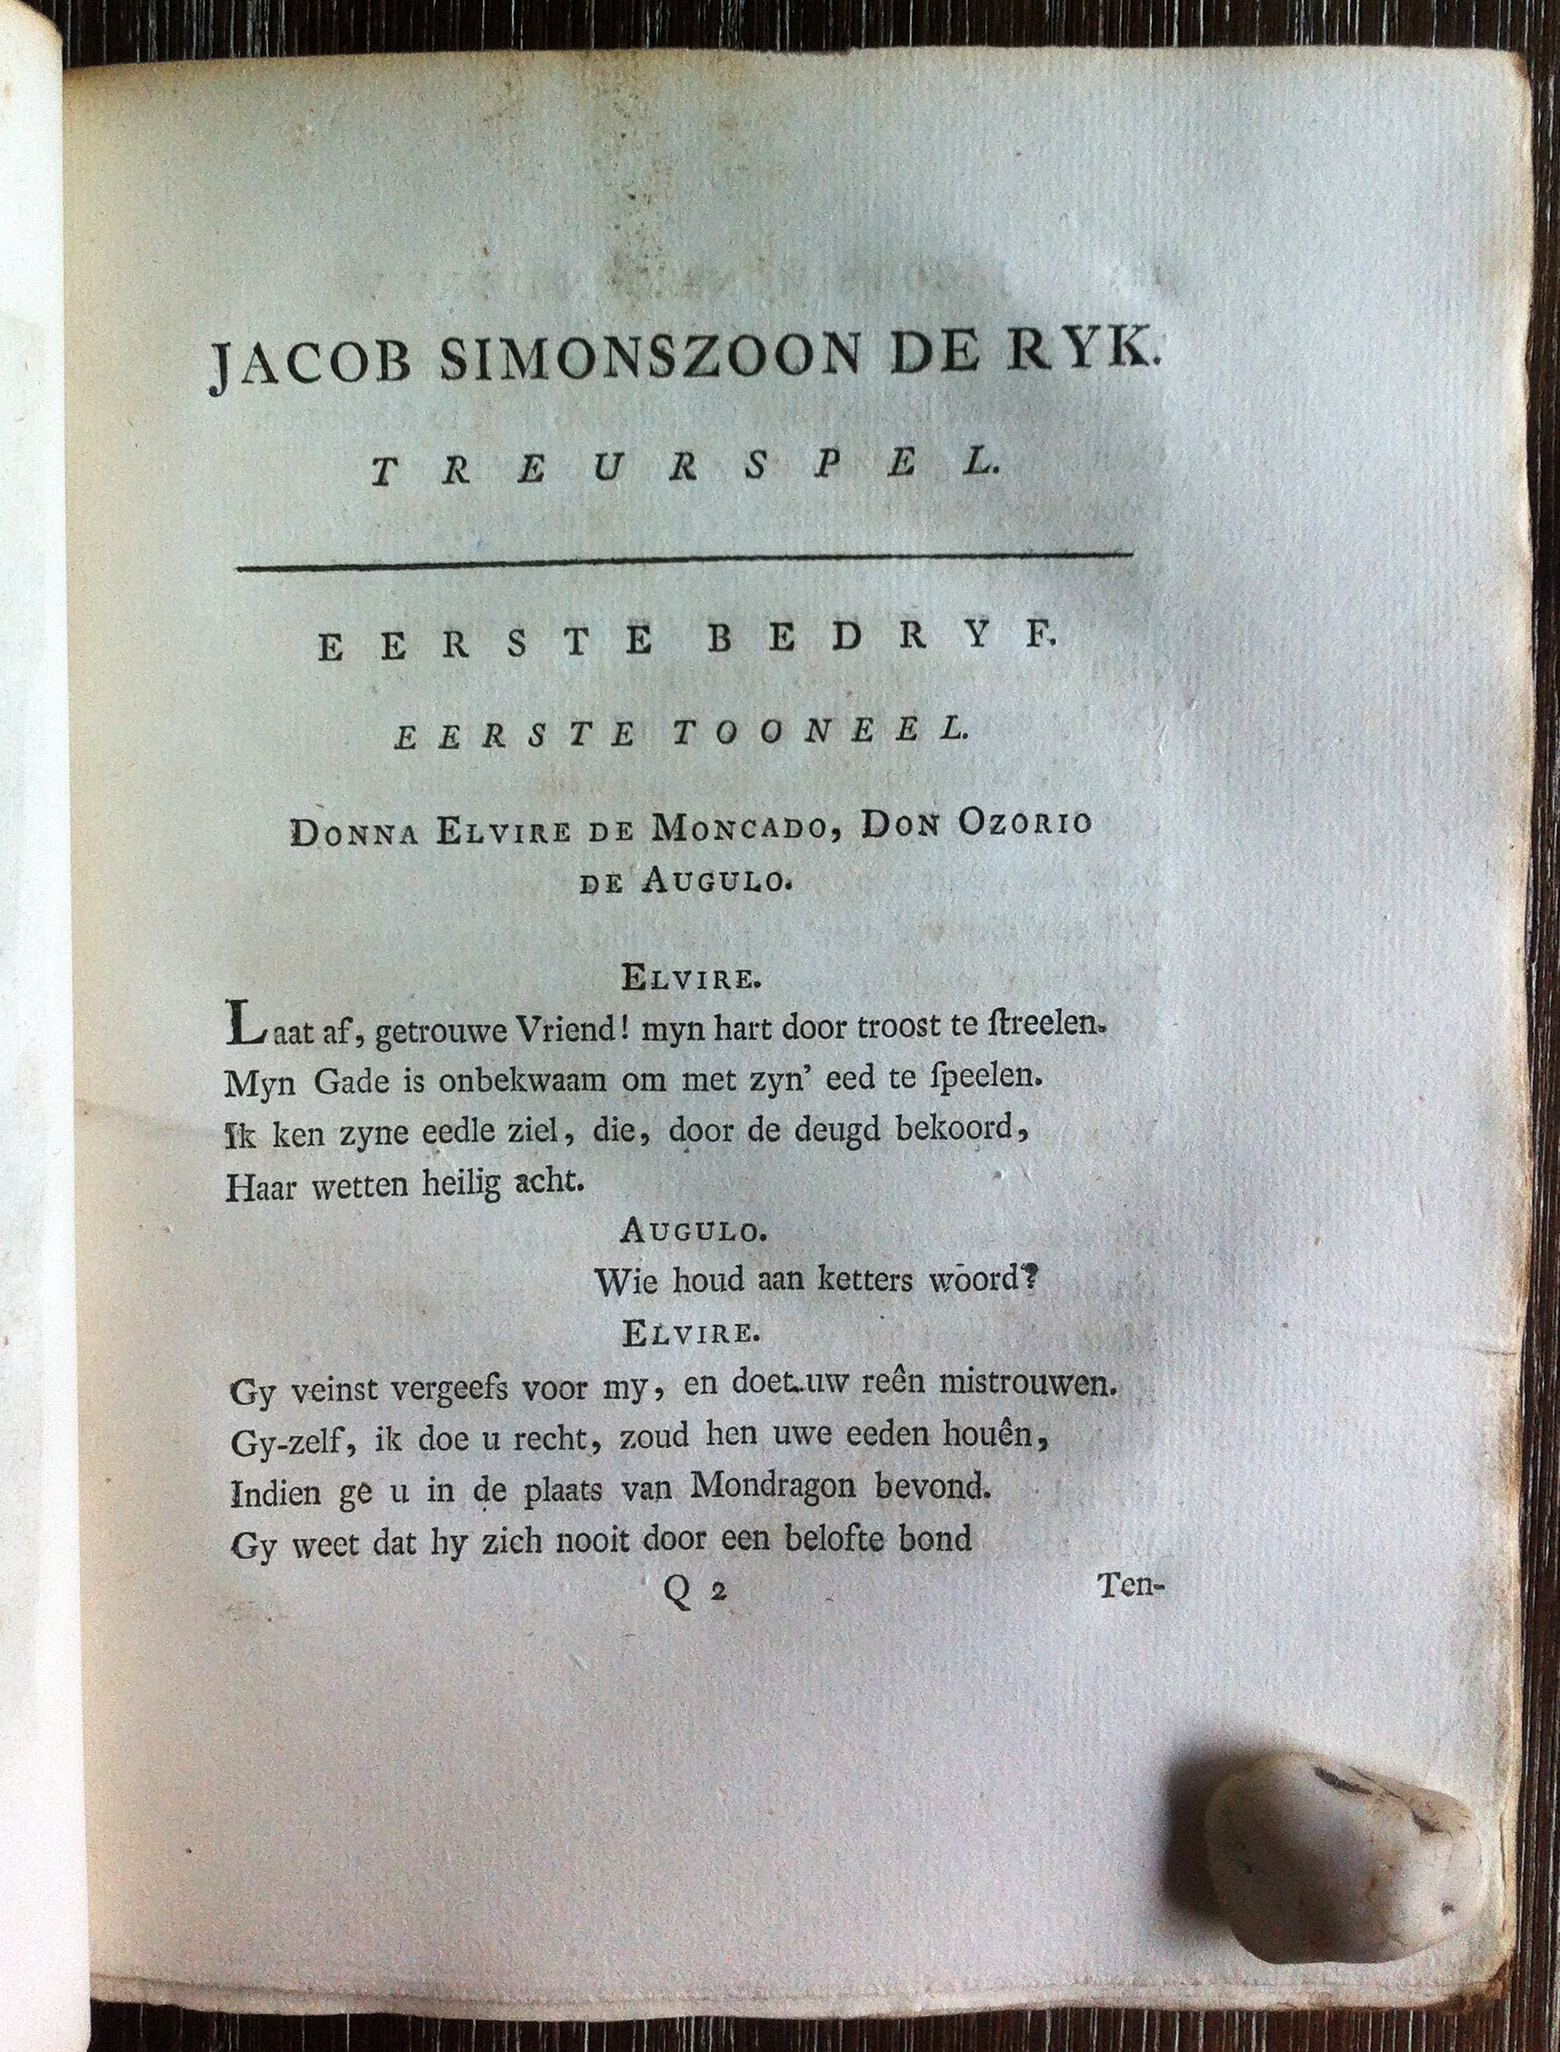 JACOB SIMONSZOON DE RYK.
TREURSPEL.
EERSTE BEDRYF.
EERSTE TOONEEL.
DONNA ELVIRE DE MONCADO, DON OZORIO
DE AUGULO.
ELVIRE.
Laat af, getrouwe Vriend! myn hart door troost te ſtreelen.
Myn Gade is onbekwaam om met zyn' eed te ſpeelen.
Ik ken zyne eedle ziel, die, door de deugd bekoord,
Haar wetten heilig acht.
AUGULO.
Wie houd aan ketters woord?
ELVIRE.
Gy veinst vergeefs voor my, en doet uw reên mistrouwen.
Gy-zelf, ik doe u recht, zoud hen uwe eeden houên,
Indien ge u in de plaats van Mondragon bevond.
Gy weet dat hy zich nooit door een belofte bond
Q 2 Ten-